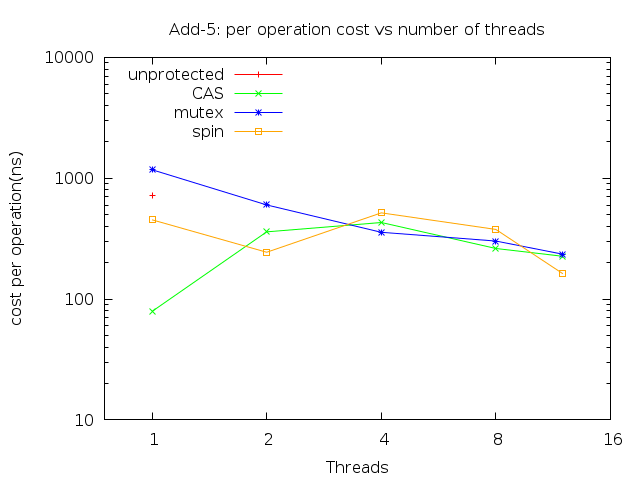 Add-5: per operation cost vs number of threads
10000
unprotected
CAS
mutex
spin
1000
cost per operation(ns)
100
10
1 2 4 8 16
Threads